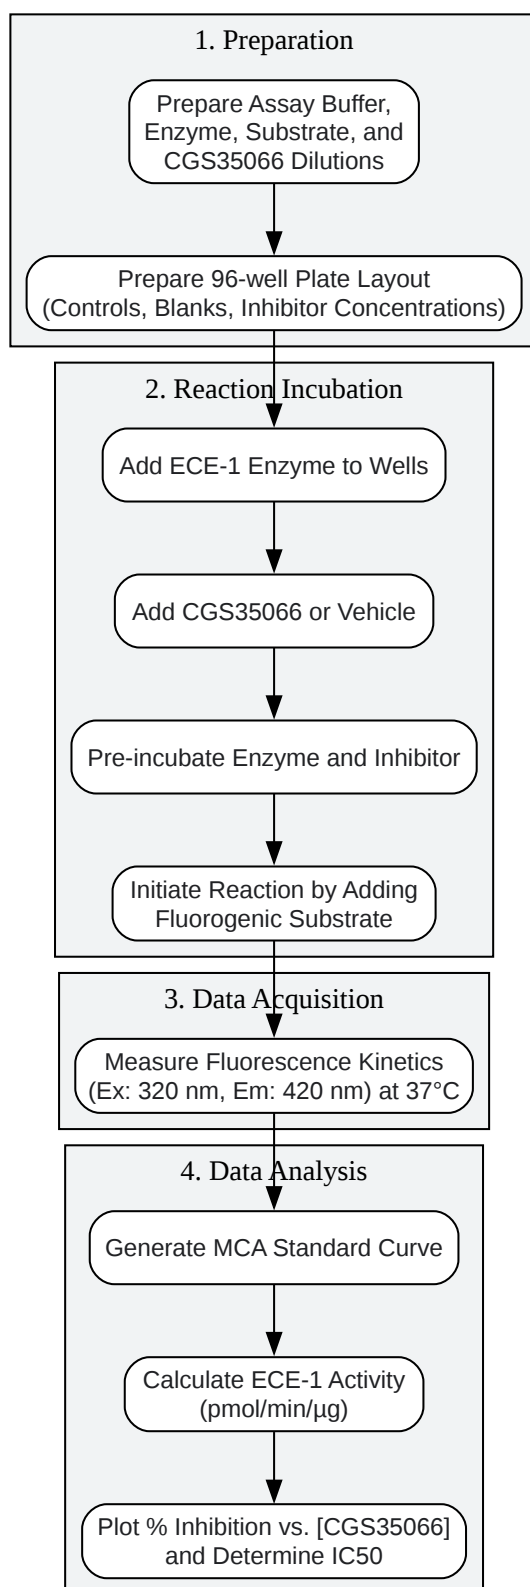 1. Preparation
Prepare Assay Buffer,
Enzyme, Substrate, and
CGS35066 Dilutions
Prepare 96-well Plate Layout
(Controls, Blanks, Inhibitor Concentrations)
2. Reaction Incubation
Add ECE-1 Enzyme to Wells
Add CGS35066 or Vehicle
Pre-incubate Enzyme and Inhibitor
Initiate Reaction by Adding
Fluorogenic Substrate
3. Data Acquisition
Measure Fluorescence Kinetics
(Ex: 320 nm, Em: 420 nm) at 37°C
4. Data Analysis
Generate MCA Standard Curve
Calculate ECE-1 Activity
(pmol/min/µg)
Plot % Inhibition vs. [CGS35066]
and Determine IC50